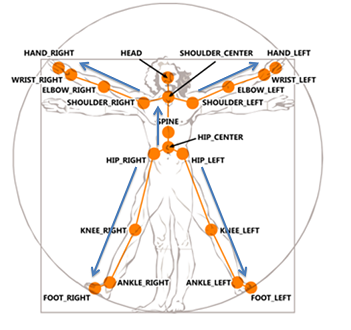 HEAD
SHOULDER_CENTER
HAND_RIGHT
HAND_LEFT
WRIST_RIGHT
WRIST_LEFT
ELBOW_RIGHT
ELBOW_LEFT
SHOULDER_RIGHT
SHOULDER_LEFT
SPINE
HIP_CENTER
HIP_RIGHT
HIP_LEFT
KNEE_RIGHT
KNEE_LEFT
ANKLE_RIGHT
ANKLE_LEFT
FOOT_RIGHT
FOOT_LEFT